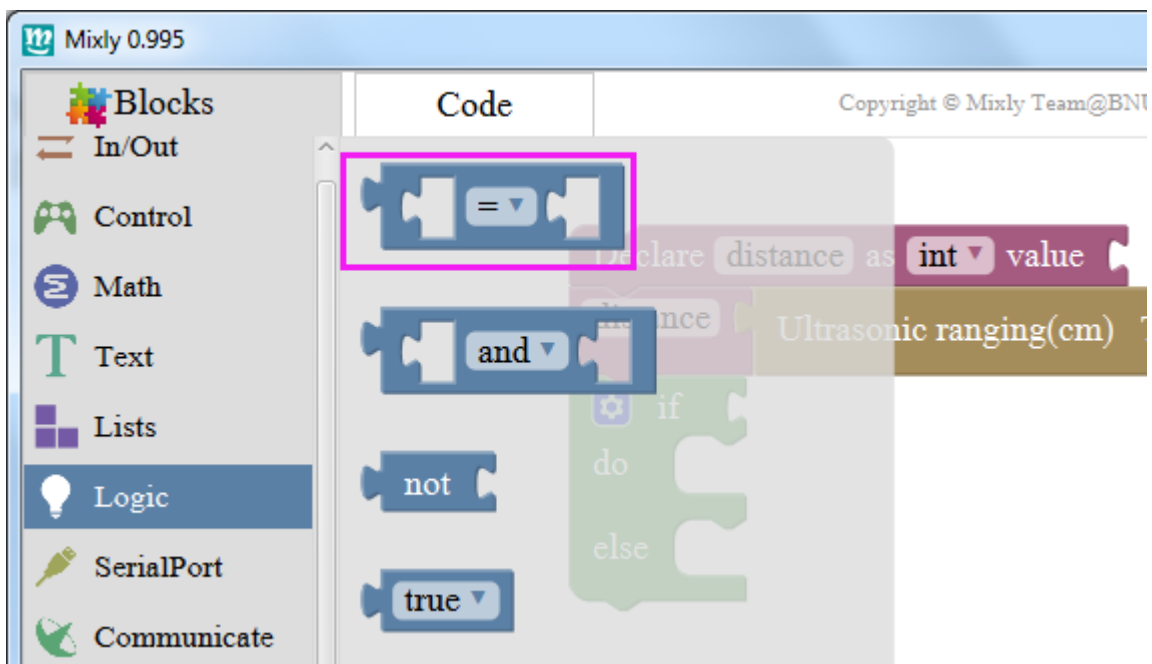 Mixly 0.995
Blocks
Code
Copyright © Mixly Team@BNU
In/Out
Control
Math
Text
Lists
Logic
SerialPort
Communicate
= ▼
and ▼
not
true ▼
Declare distance as int ▼ value
distance Ultrasonic ranging(cm)
if
do
else